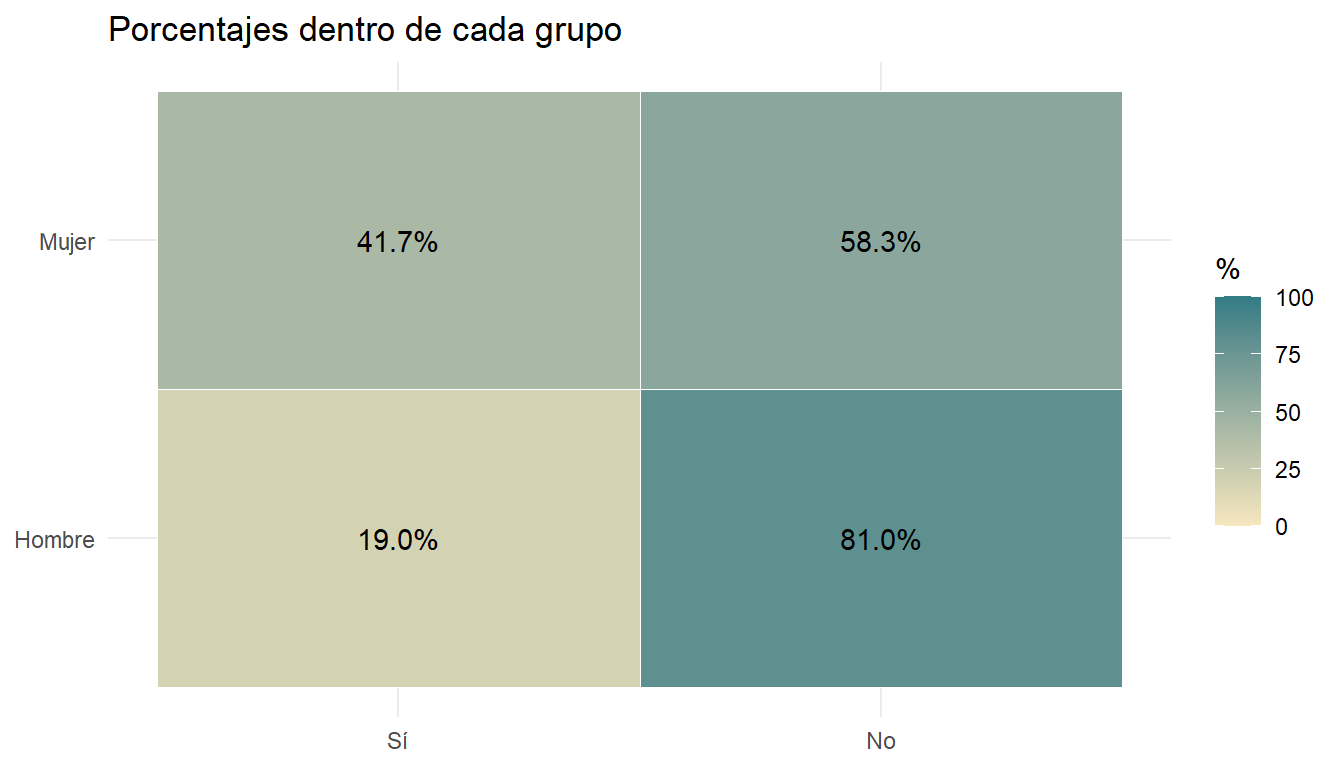 Porcentajes dentro de cada grupo
Mujer
41.7%
58.3%
Hombre
19.0%
81.0%
Sí
No
%
100
75
50
25
0